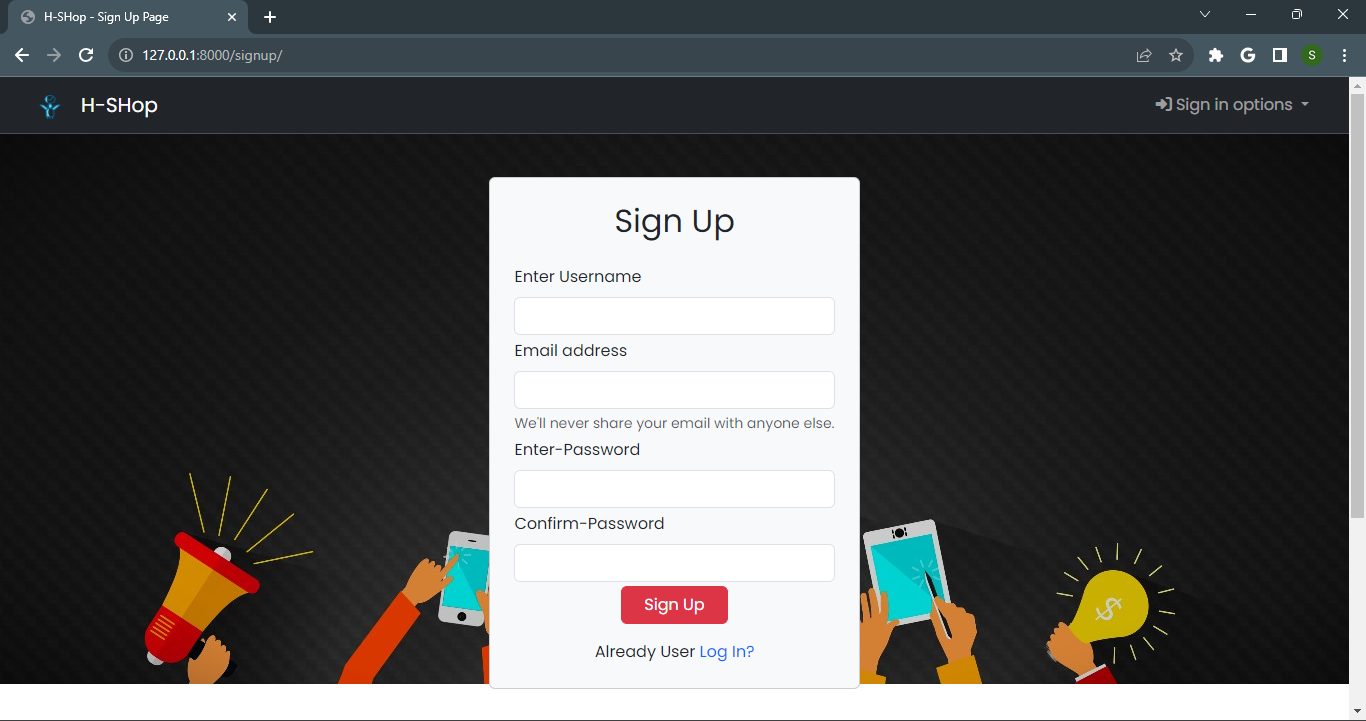 H-SHop - Sign Up Page
127.0.0.1:8000/signup/
S
H-SHop
Sign in options
Sign Up
Enter Username
Email address
We'll never share your email with anyone else.
Enter-Password
Confirm-Password
Sign Up
Already User Log In?
$